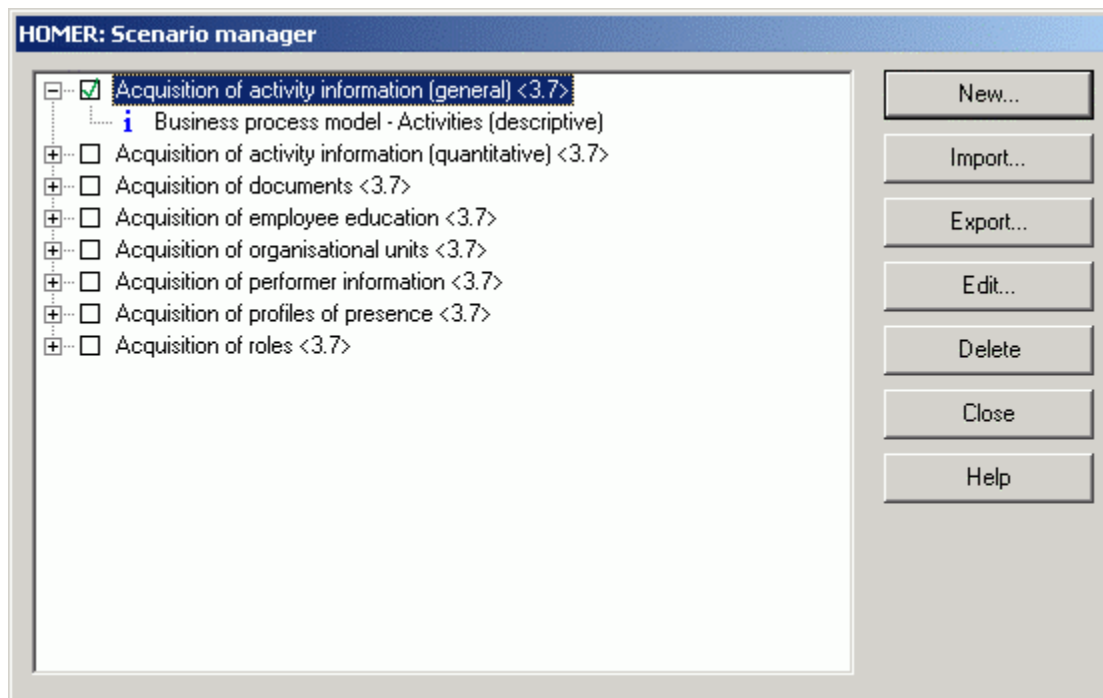 HOMER: Scenario manager
Acquisition of activity information (general) <3.7>
Business process model - Activities (descriptive)
Acquisition of activity information (quantitative) <3.7>
Acquisition of documents <3.7>
Acquisition of employee education <3.7>
Acquisition of organisational units <3.7>
Acquisition of performer information <3.7>
Acquisition of profiles of presence <3.7>
Acquisition of roles <3.7>
New...
Import...
Export...
Edit...
Delete
Close
Help